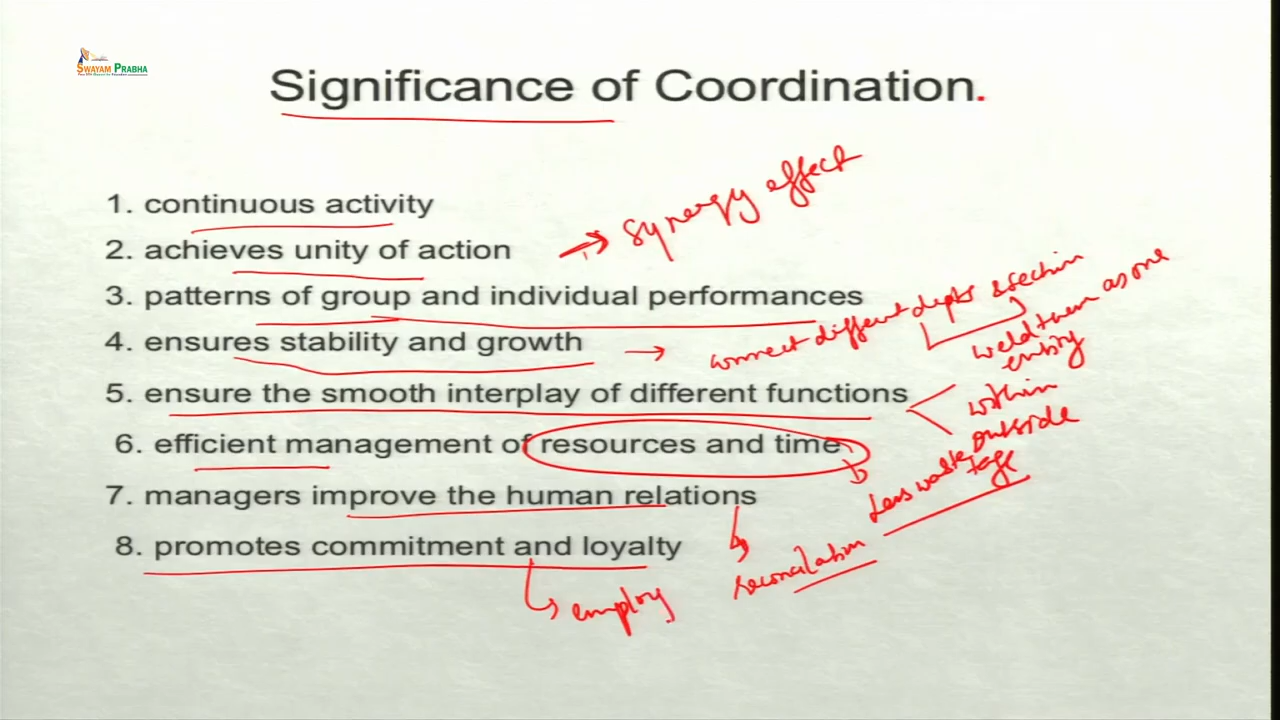 SWAYAM PRABHA
Significance of Coordination.
1. continuous activity
2. achieves unity of action
→ synergy effect
3. patterns of group and individual performances
4. ensures stability and growth
→ connect different depts & section
weld them as one
entity
5. ensure the smooth interplay of different functions
within
outside
6. efficient management of resources and time
Less wastage
7. managers improve the human relations
reconcilation
8. promotes commitment and loyalty
employ